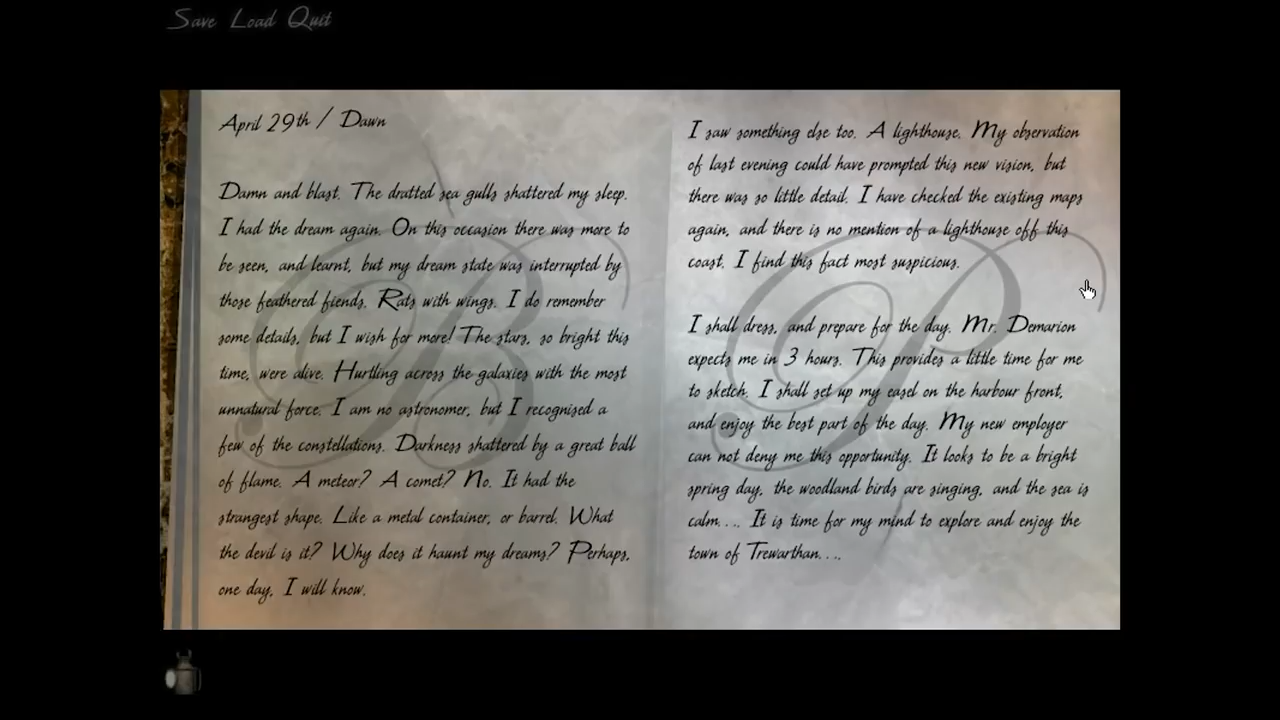 Save Load Quit
April 29th / Dawn
Damn and blast. The dratted sea gulls shattered my sleep.
I had the dream again. On this occasion there was more to
be seen, and learnt, but my dream state was interrupted by
those feathered fiends. Rats with wings. I do remember
some details, but I wish for more! The stars, so bright this
time, were alive. Hurtling across the galaxies with the most
unnatural force. I am no astronomer, but I recognised a
few of the constellations. Darkness shattered by a great ball
of flame. A meteor? A comet? No. It had the
strangest shape. Like a metal container, or barrel. What
the devil is it? Why does it haunt my dreams? Perhaps,
one day, I will know.
I saw something else too. A lighthouse. My observation
of last evening could have prompted this new vision, but
there was so little detail. I have checked the existing maps
again, and there is no mention of a lighthouse off this
coast. I find this fact most suspicious.
I shall dress, and prepare for the day. Mr. Demarion
expects me in 3 hours. This provides a little time for me
to sketch. I shall set up my easel on the harbour front,
and enjoy the best part of the day. My new employer
can not deny me this opportunity. It looks to be a bright
spring day, the woodland birds are singing, and the sea is
calm.... It is time for my mind to explore and enjoy the
town of Trewarthan....
B P